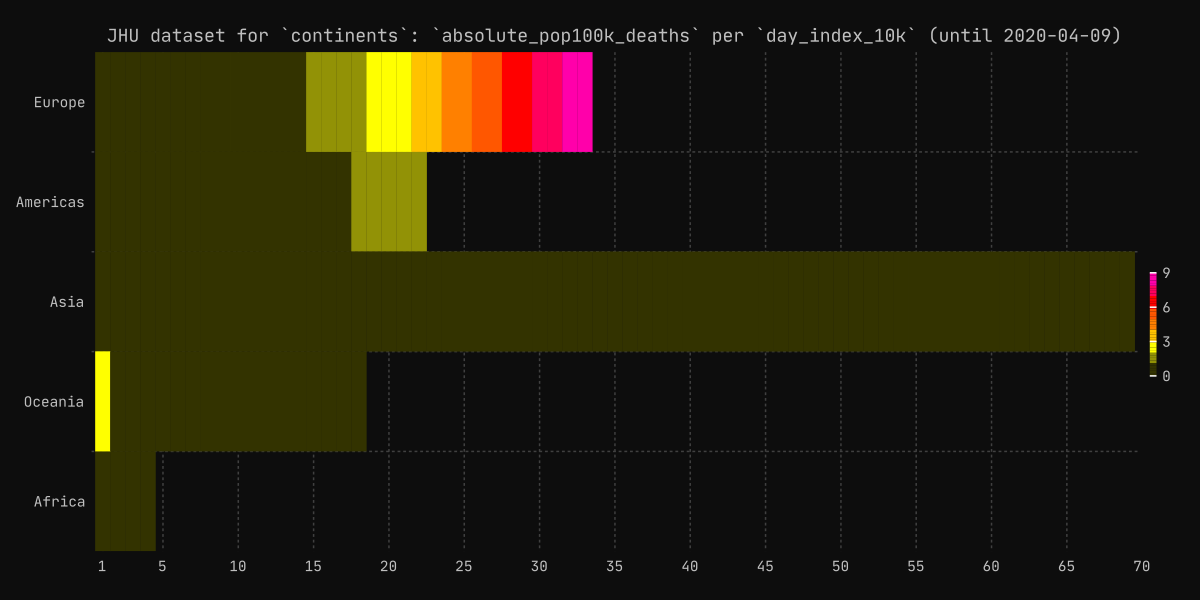 JHU dataset for `continents`: `absolute_pop100k_deaths` per `day_index_10k` (until 2020-04-09)
Europe
Americas
Asia
Oceania
Africa
9
6
3
0
1 5 10 15 20 25 30 35 40 45 50 55 60 65 70